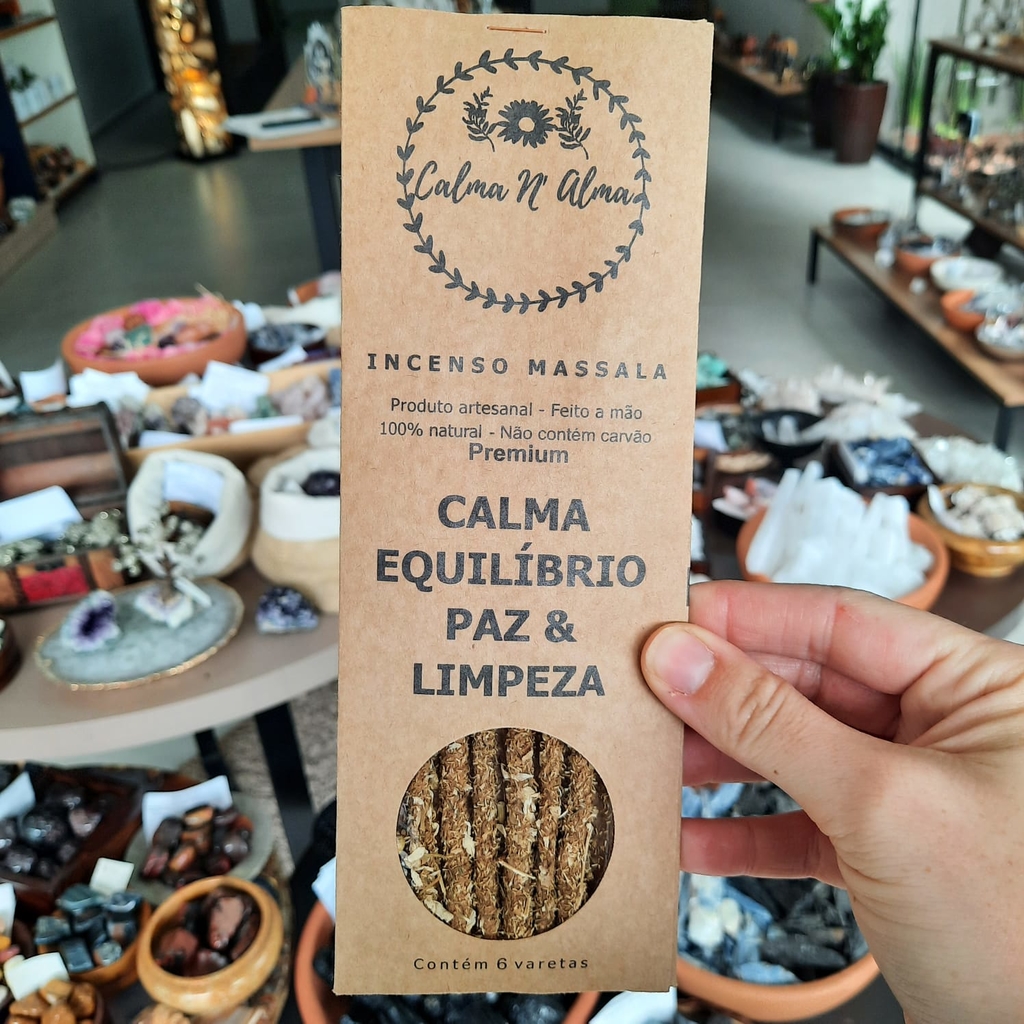 Calma N' Alma
INCENSO MASSALA
Produto artesanal - Feito a mão
100% natural - Não contém carvão
Premium
CALMA
EQUILÍBRIO
PAZ &
LIMPEZA
Contém 6 varetas